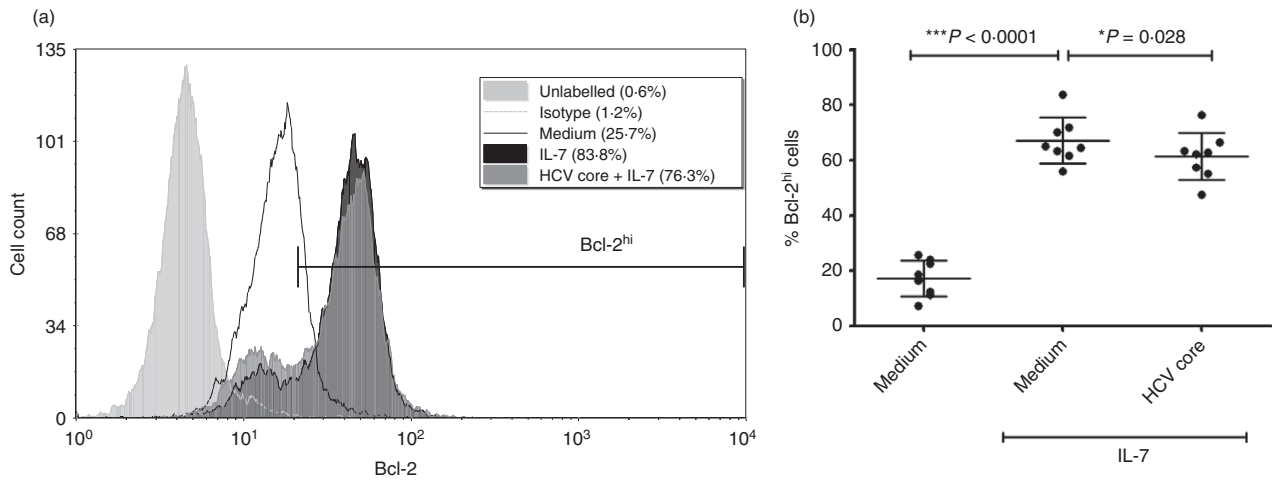 (a)
135
101
68
34
0
Cell count
10⁰
10¹
10²
10³
10⁴
Bcl-2
Unlabelled (0·6%)
Isotype (1·2%)
Medium (25·7%)
IL-7 (83·8%)
HCV core + IL-7 (76·3%)
Bcl-2ʰⁱ
(b)
***P < 0·0001
*P = 0·028
100
80
60
40
20
0
% Bcl-2ʰⁱ cells
Medium
Medium
HCV core
IL-7